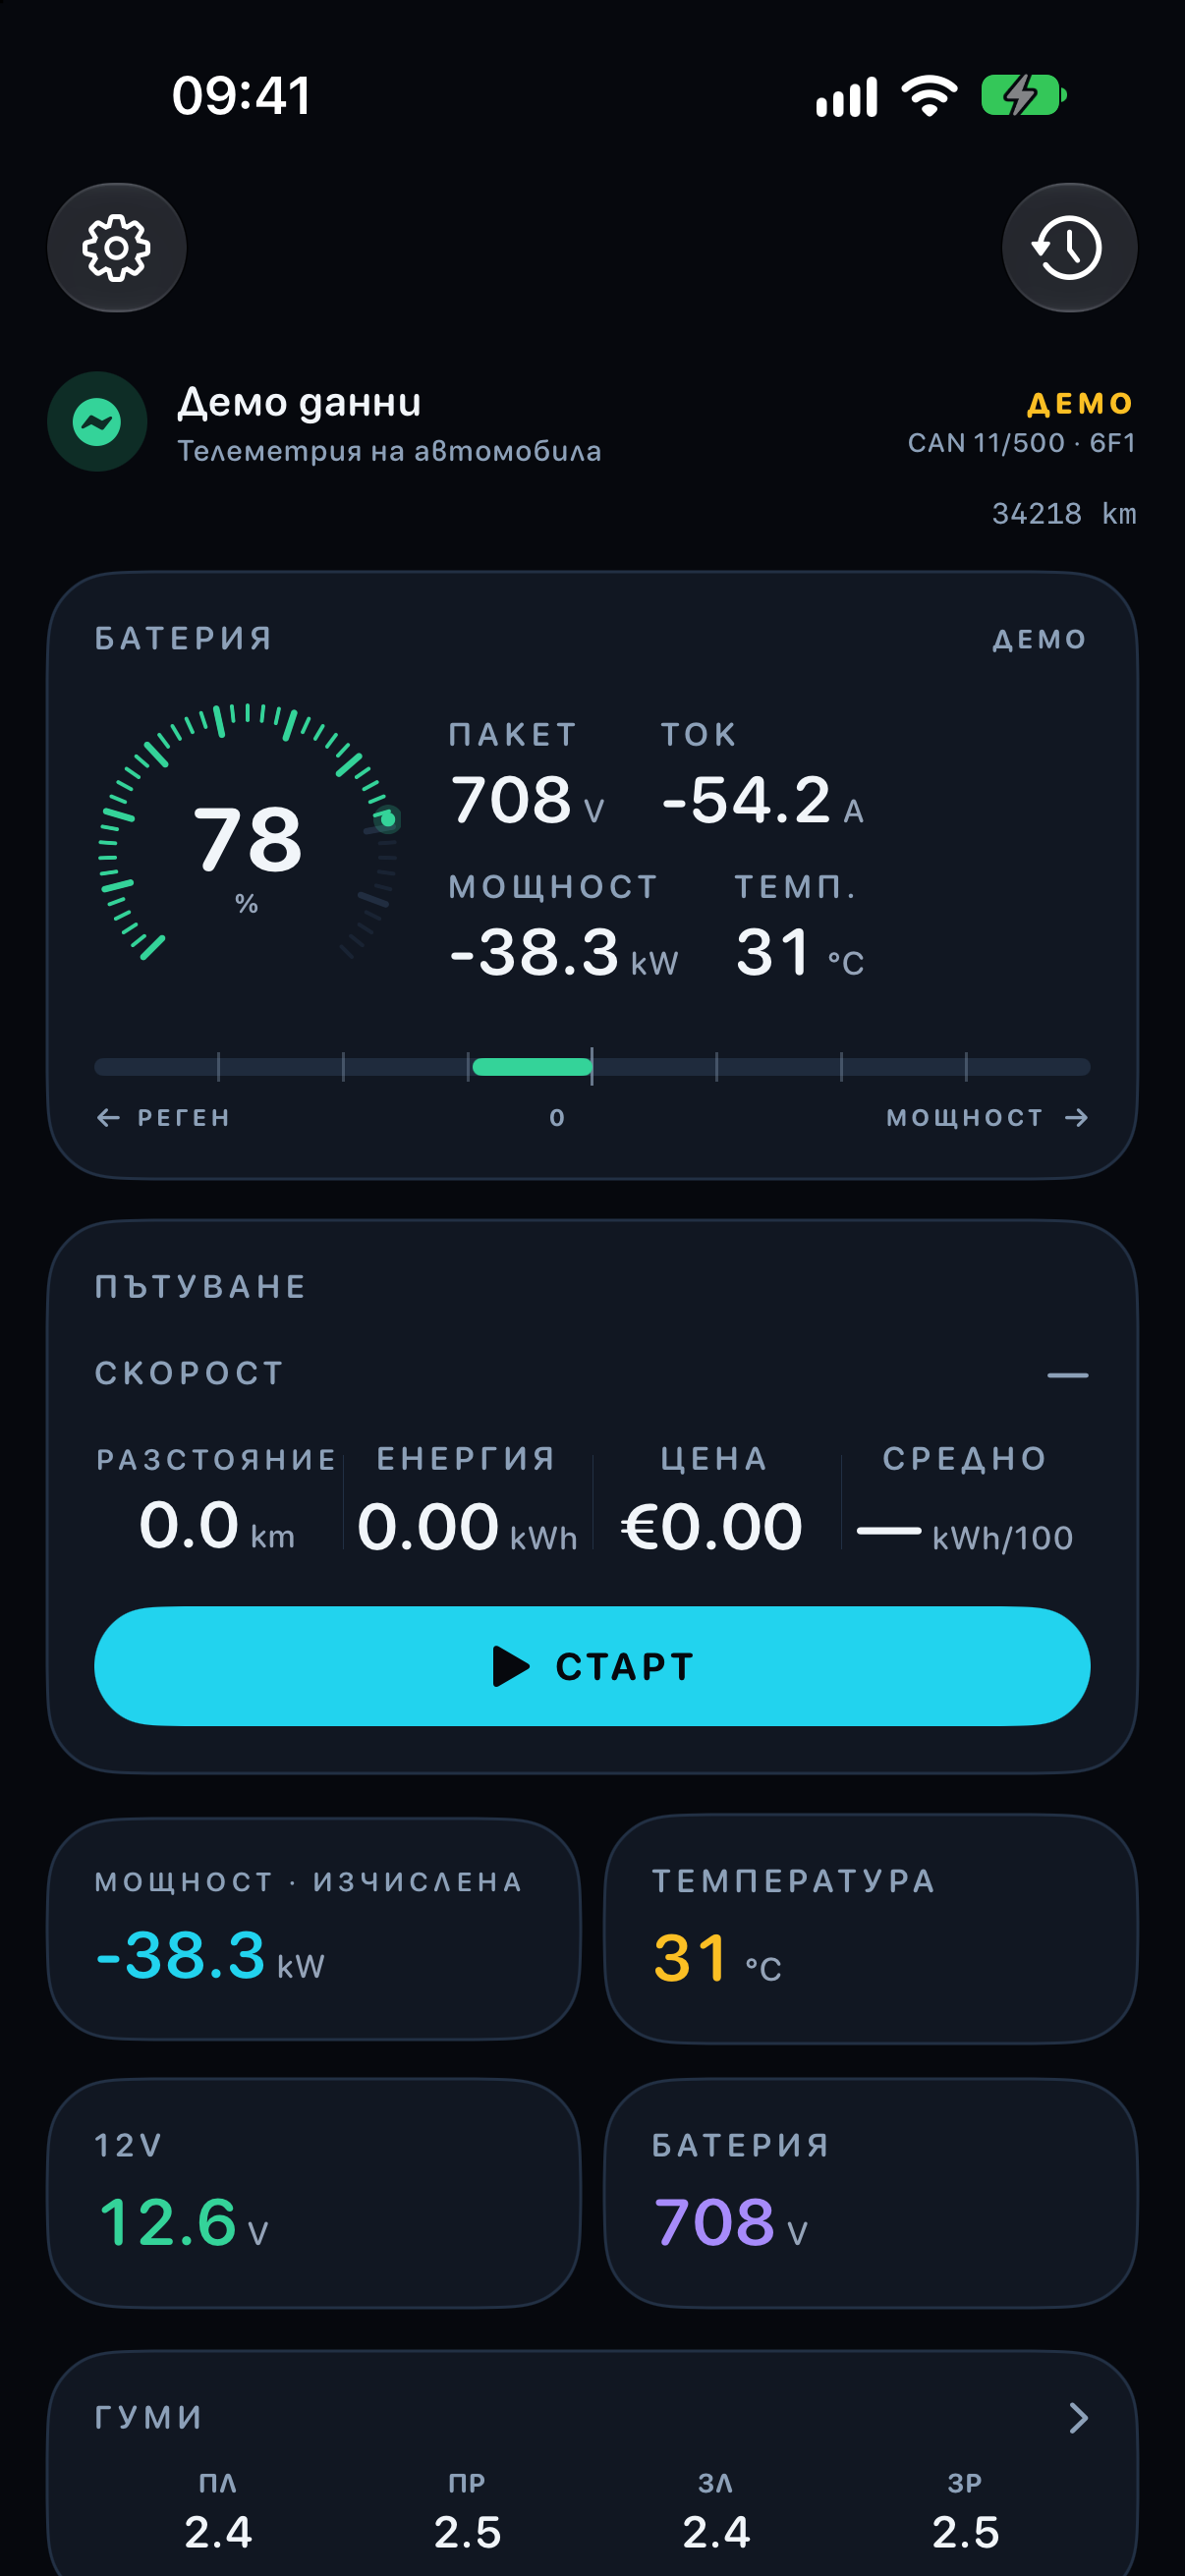 09:41
Демо данни
Телеметрия на автомобила
ДЕМО
CAN 11/500 · 6F1
34218 km
БАТЕРИЯ
ДЕМО
78
%
ПАКЕТ ТОК
708 V -54.2 A
МОЩНОСТ ТЕМП.
-38.3 kW 31 °C
← РЕГЕН 0 МОЩНОСТ →
ПЪТУВАНЕ
СКОРОСТ —
РАЗСТОЯНИЕ ЕНЕРГИЯ ЦЕНА СРЕДНО
0.0 km 0.00 kWh €0.00 — kWh/100
СТАРТ
МОЩНОСТ · ИЗЧИСЛЕНА
-38.3 kW
ТЕМПЕРАТУРА
31 °C
12V
12.6 V
БАТЕРИЯ
708 V
ГУМИ
ПЛ ПР ЗЛ ЗР
2.4 2.5 2.4 2.5